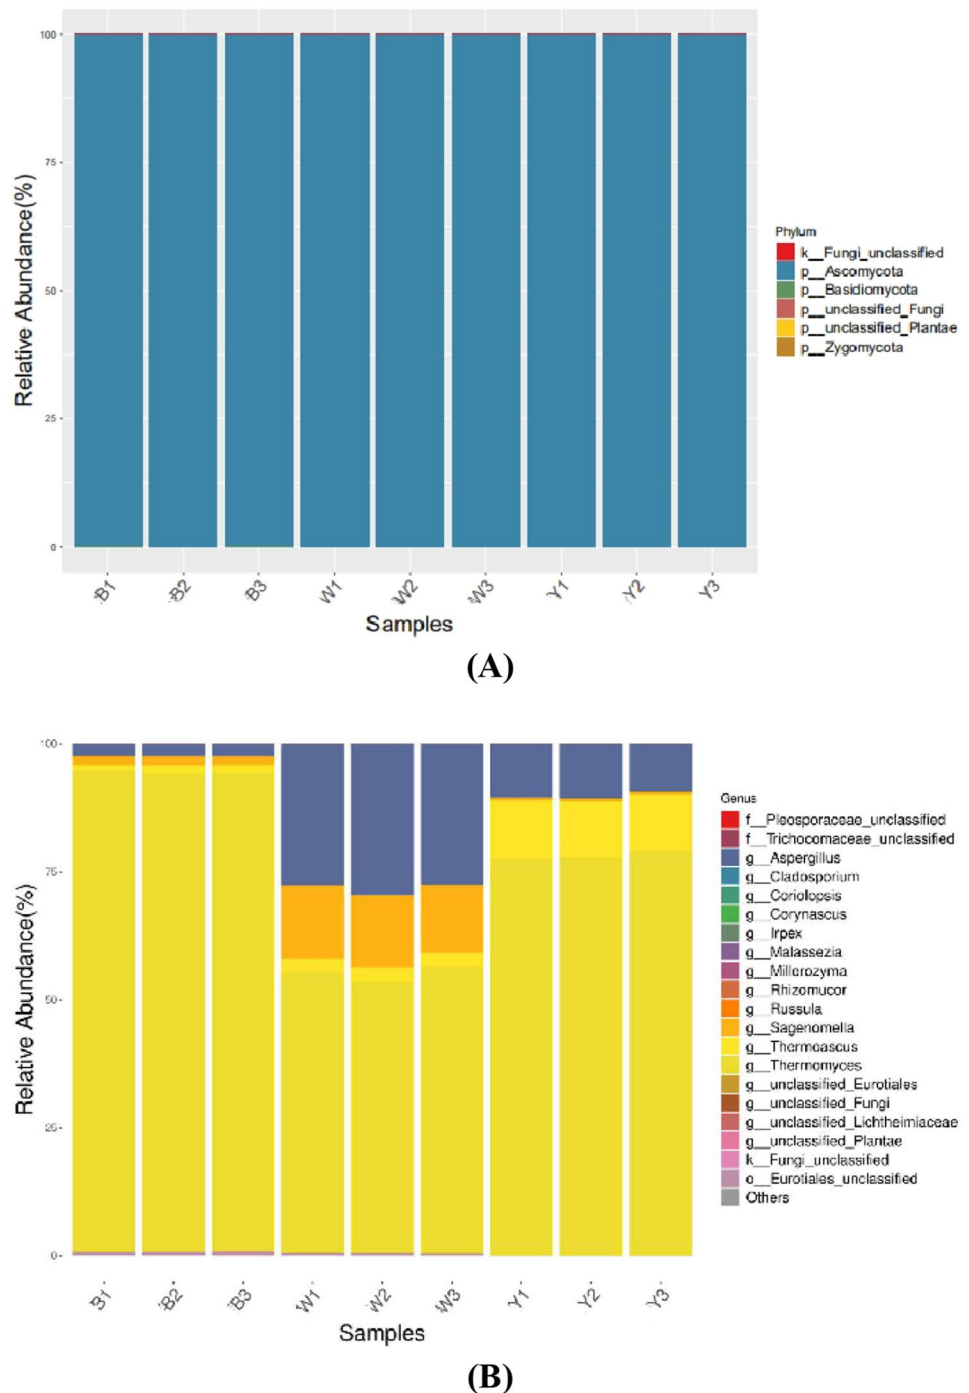 100
75
50
25
0
Relative Abundance(%)
B1
B2
B3
W1
W2
W3
Y1
Y2
Y3
Samples
Phylum
k__Fungi_unclassified
p__Ascomycota
p__Basidiomycota
p__unclassified_Fungi
p__unclassified_Plantae
p__Zygomycota
(A)
100
75
50
25
0
Relative Abundance(%)
B1
B2
B3
W1
W2
W3
Y1
Y2
Y3
Samples
Genus
f__Pleosporaceae_unclassified
f__Trichocomaceae_unclassified
g__Aspergillus
g__Cladosporium
g__Coriolopsis
g__Corynascus
g__Irpex
g__Malassezia
g__Millerozyma
g__Rhizomucor
g__Russula
g__Sagenomella
g__Thermoascus
g__Thermomyces
g__unclassified_Eurotiales
g__unclassified_Fungi
g__unclassified_Lichtheimiaceae
g__unclassified_Plantae
k__Fungi_unclassified
o__Eurotiales_unclassified
Others
(B)